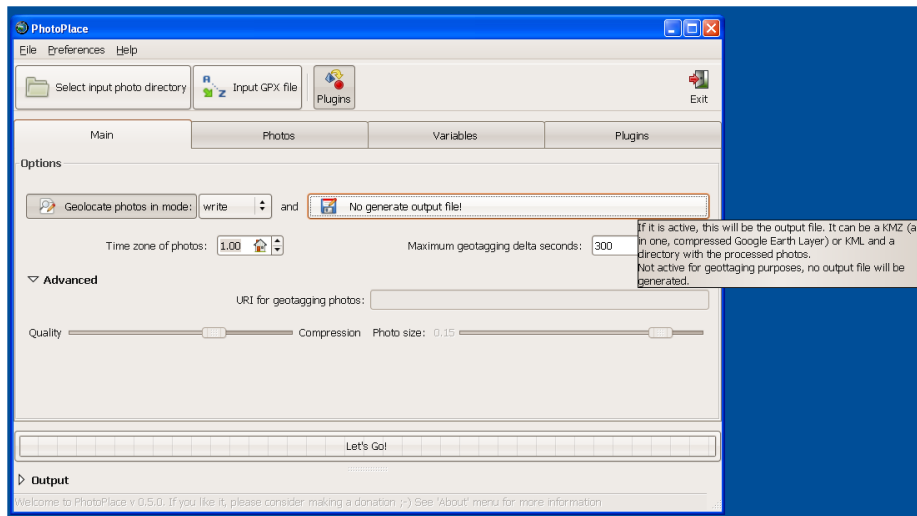 PhotoPlace
File Preferences Help
Select input photo directory
A Z
Input GPX file
Plugins
Exit
Main Photos Variables Plugins
Options
Geolocate photos in mode: write and No generate output file!
If it is active, this will be the output file. It can be a KMZ (a
in one, compressed Google Earth Layer) or KML and a
directory with the processed photos.
Not active for geottaging purposes, no output file will be
generated.
Time zone of photos: 1.00 Maximum geotagging delta seconds: 300
Advanced
URI for geotagging photos:
Quality Compression Photo size: 0.15
Let's Go!
Output
Welcome to PhotoPlace v 0.5.0. If you like it, please consider making a donation ;-) See 'About' menu for more information